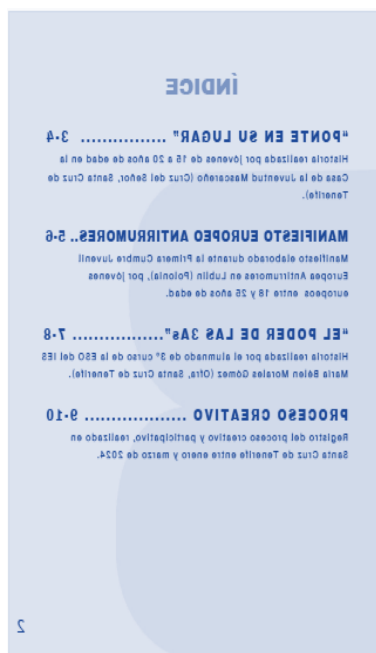 ÍNDICE
“PONTE EN SU LUGAR” ................ 3-4
Historia realizada por jóvenes de 15 a 20 años de edad en la
Casa de la Juventud Mascareño (Cruz del Señor, Santa Cruz de
Tenerife).
MANIFIESTO EUROPEO ANTIRRUMORES.. 5-6
Manifiesto elaborado durante la Primera Cumbre Juvenil
Europea Antirrumores en Lublin (Polonia), por jóvenes
europeos entre 18 y 25 años de edad.
“EL PODER DE LAS 3AS”................. 7-8
Historia realizada por el alumnado de 3º curso de la ESO del IES
María Bélen Morales Gómez (Ofra, Santa Cruz de Tenerife).
PROCESO CREATIVO ................... 9-10
Registro del proceso creativo y participativo, realizado en
Santa Cruz de Tenerife entre enero y marzo de 2024.
2